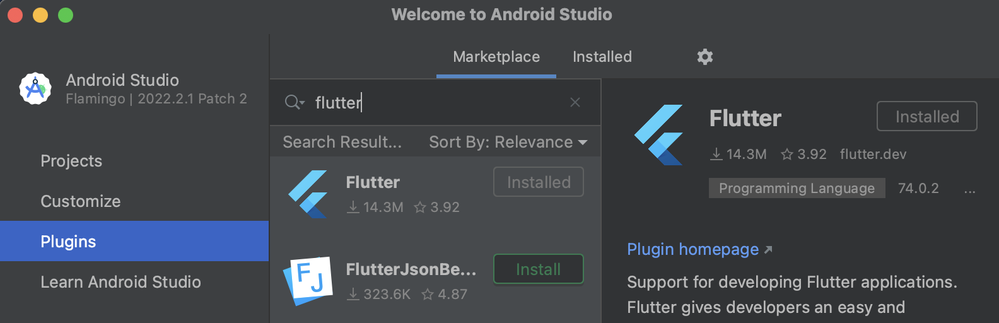 Welcome to Android Studio
Android Studio
Flamingo | 2022.2.1 Patch 2
Projects
Customize
Plugins
Learn Android Studio
Marketplace Installed
flutter
Search Result... Sort By: Relevance
Flutter Installed
14.3M 3.92
FJ
FlutterJsonBe... Install
323.6K 4.87
Flutter Installed
14.3M 3.92 flutter.dev
Programming Language 74.0.2 ...
Plugin homepage
Support for developing Flutter applications.
Flutter gives developers an easy and